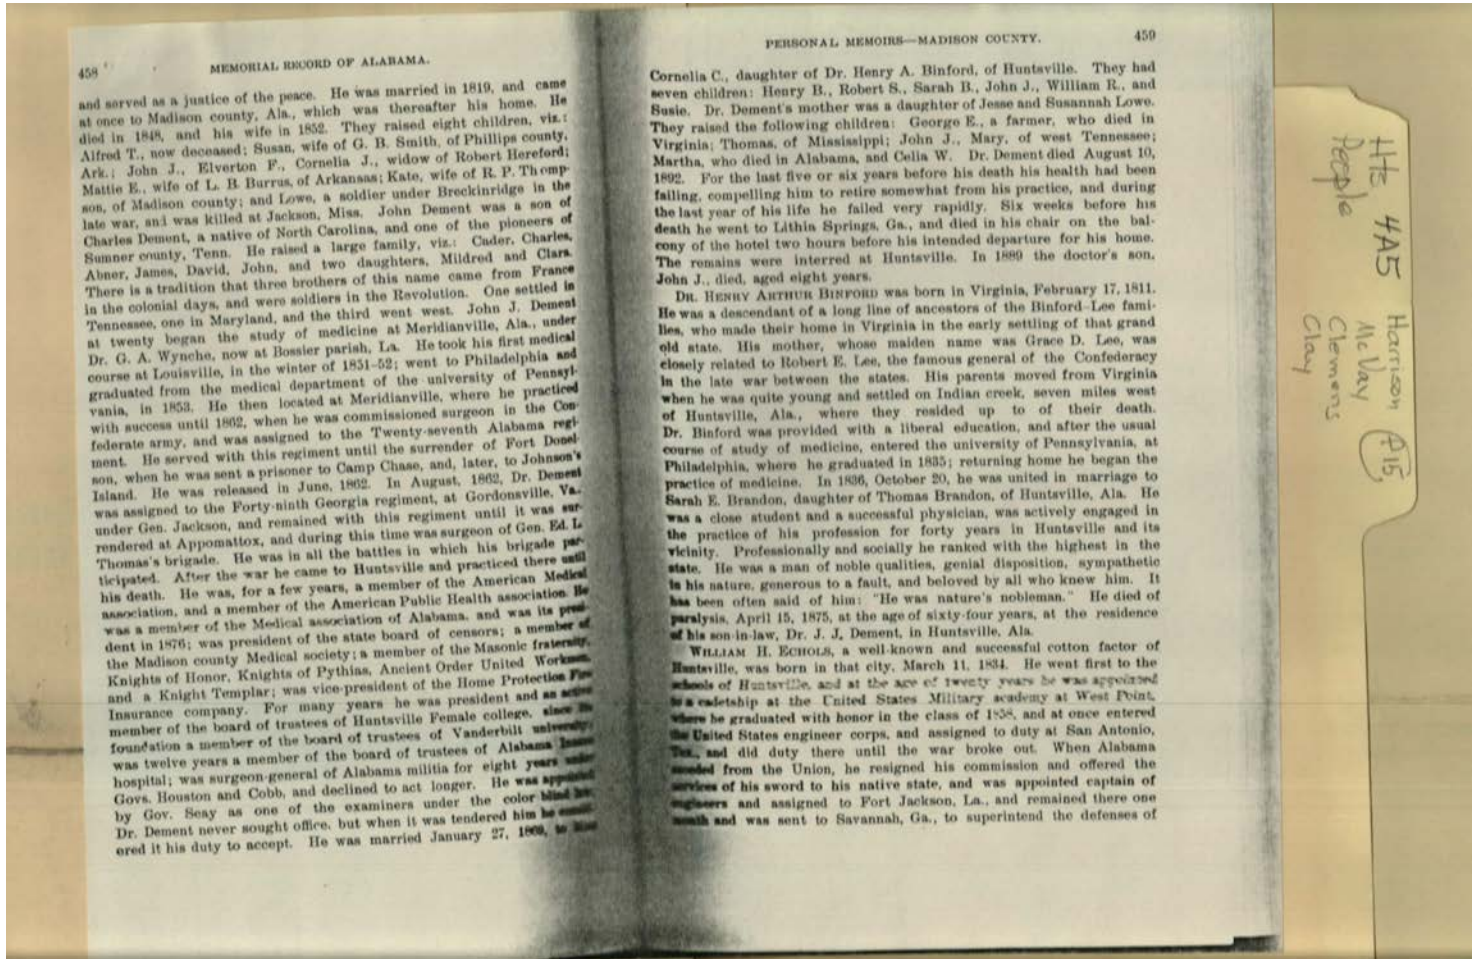 458
MEMORIAL RECORD OF ALABAMA.
and served as a justice of the peace. He was married in 1819, and came
at once to Madison county, Ala., which was thereafter his home. He
died in 1848, and his wife in 1852. They raised eight children, viz.:
Alfred T., now deceased; Susan, wife of G. B. Smith, of Phillips county,
Ark.; John J., Elverton F., Cornelia J., widow of Robert Hereford;
Mattie E., wife of L. B. Burrus, of Arkansas; Kate, wife of R. P. Thomp-
son, of Madison county; and Lowe, a soldier under Breckinridge in the
late war, and was killed at Jackson, Miss. John Dement was a son of
Charles Dement, a native of North Carolina, and one of the pioneers of
Sumner county, Tenn. He raised a large family, viz.: Cader, Charles,
Abner, James, David, John, and two daughters, Mildred and Clara.
There is a tradition that three brothers of this name came from France
in the colonial days, and were soldiers in the Revolution. One settled in
Tennessee, one in Maryland, and the third went west. John J. Dement
at twenty began the study of medicine at Meridianville, Ala., under
Dr. G. A. Wynche, now at Bossier parish, La. He took his first medical
course at Louisville, in the winter of 1851-52; went to Philadelphia and
graduated from the medical department of the university of Pennsyl-
vania, in 1853. He then located at Meridianville, where he practiced
with success until 1862, when he was commissioned surgeon in the Con-
federate army, and was assigned to the Twenty-seventh Alabama regi-
ment. He served with this regiment until the surrender of Fort Donel-
son, when he was sent a prisoner to Camp Chase, and, later, to Johnson's
Island. He was released in June, 1862. In August, 1862, Dr. Dement
was assigned to the Forty-ninth Georgia regiment, at Gordonsville, Va.,
under Gen. Jackson, and remained with this regiment until it was sur-
rendered at Appomattox, and during this time was surgeon of Gen. Ed. L.
Thomas's brigade. He was in all the battles in which his brigade par-
ticipated. After the war he came to Huntsville and practiced there until
his death. He was, for a few years, a member of the American Medical
association, and a member of the American Public Health association. He
was a member of the Medical association of Alabama, and was its presi-
dent in 1876; was president of the state board of censors; a member of
the Madison county Medical society; a member of the Masonic fraternity,
Knights of Honor, Knights of Pythias, Ancient Order United Workmen,
and a Knight Templar; was vice-president of the Home Protection Fire
Insurance company. For many years he was president and an active
member of the board of trustees of Huntsville Female college, since its
foundation a member of the board of trustees of Vanderbilt university;
was twelve years a member of the board of trustees of Alabama Insane
hospital; was surgeon-general of Alabama militia for eight years under
Govs. Houston and Cobb, and declined to act longer. He was appointed
by Gov. Seay as one of the examiners under the color blind law.
Dr. Dement never sought office, but when it was tendered him he consid-
ered it his duty to accept. He was married January 27, to Miss
PERSONAL MEMOIRS—MADISON COUNTY.
459
Cornelia C., daughter of Dr. Henry A. Binford, of Huntsville. They had
seven children: Henry B., Robert S., Sarah B., John J., William R., and
Susie. Dr. Dement's mother was a daughter of Jesse and Susannah Lowe.
They raised the following children: George E., a farmer, who died in
Virginia; Thomas, of Mississippi; John J., Mary, of west Tennessee;
Martha, who died in Alabama, and Celia W. Dr. Dement died August 10,
1892. For the last five or six years before his death his health had been
failing, compelling him to retire somewhat from his practice, and during
the last year of his life he failed very rapidly. Six weeks before his
death he went to Lithia Springs, Ga., and died in his chair on the bal-
cony of the hotel two hours before his intended departure for his home.
The remains were interred at Huntsville. In 1889 the doctor's son,
John J., died, aged eight years.
DR. HENRY ARTHUR BINFORD was born in Virginia, February 17, 1811.
He was a descendant of a long line of ancestors of the Binford-Lee fami-
lies, who made their home in Virginia in the early settling of that grand
old state. His mother, whose maiden name was Grace D. Lee, was
closely related to Robert E. Lee, the famous general of the Confederacy
in the late war between the states. His parents moved from Virginia
when he was quite young and settled on Indian creek, seven miles west
of Huntsville, Ala., where they resided up to of their death.
Dr. Binford was provided with a liberal education, and after the usual
course of study of medicine, entered the university of Pennsylvania, at
Philadelphia, where he graduated in 1835; returning home he began the
practice of medicine. In 1836, October 20, he was united in marriage to
Sarah E. Brandon, daughter of Thomas Brandon, of Huntsville, Ala. He
was a close student and a successful physician, was actively engaged in
the practice of his profession for forty years in Huntsville and its
vicinity. Professionally and socially he ranked with the highest in the
state. He was a man of noble qualities, genial disposition, sympathetic
in his nature, generous to a fault, and beloved by all who knew him. It
has been often said of him: "He was nature's nobleman." He died of
paralysis, April 15, 1875, at the age of sixty-four years, at the residence
of his son-in-law, Dr. J. J. Dement, in Huntsville, Ala.
WILLIAM H. ECHOLS, a well-known and successful cotton factor of
Huntsville, was born in that city, March 11, 1834. He went first to the
schools of Huntsville, and at the age of twenty years he was appointed
to a cadetship at the United States Military academy at West Point,
where he graduated with honor in the class of 1858, and at once entered
the United States engineer corps, and assigned to duty at San Antonio,
Tex., and did duty there until the war broke out. When Alabama
seceded from the Union, he resigned his commission and offered the
services of his sword to his native state, and was appointed captain of
engineers and assigned to Fort Jackson, La., and remained there one
month and was sent to Savannah, Ga., to superintend the defenses of
4A5 Harrison P15,
People McVay
Clemens
Clay